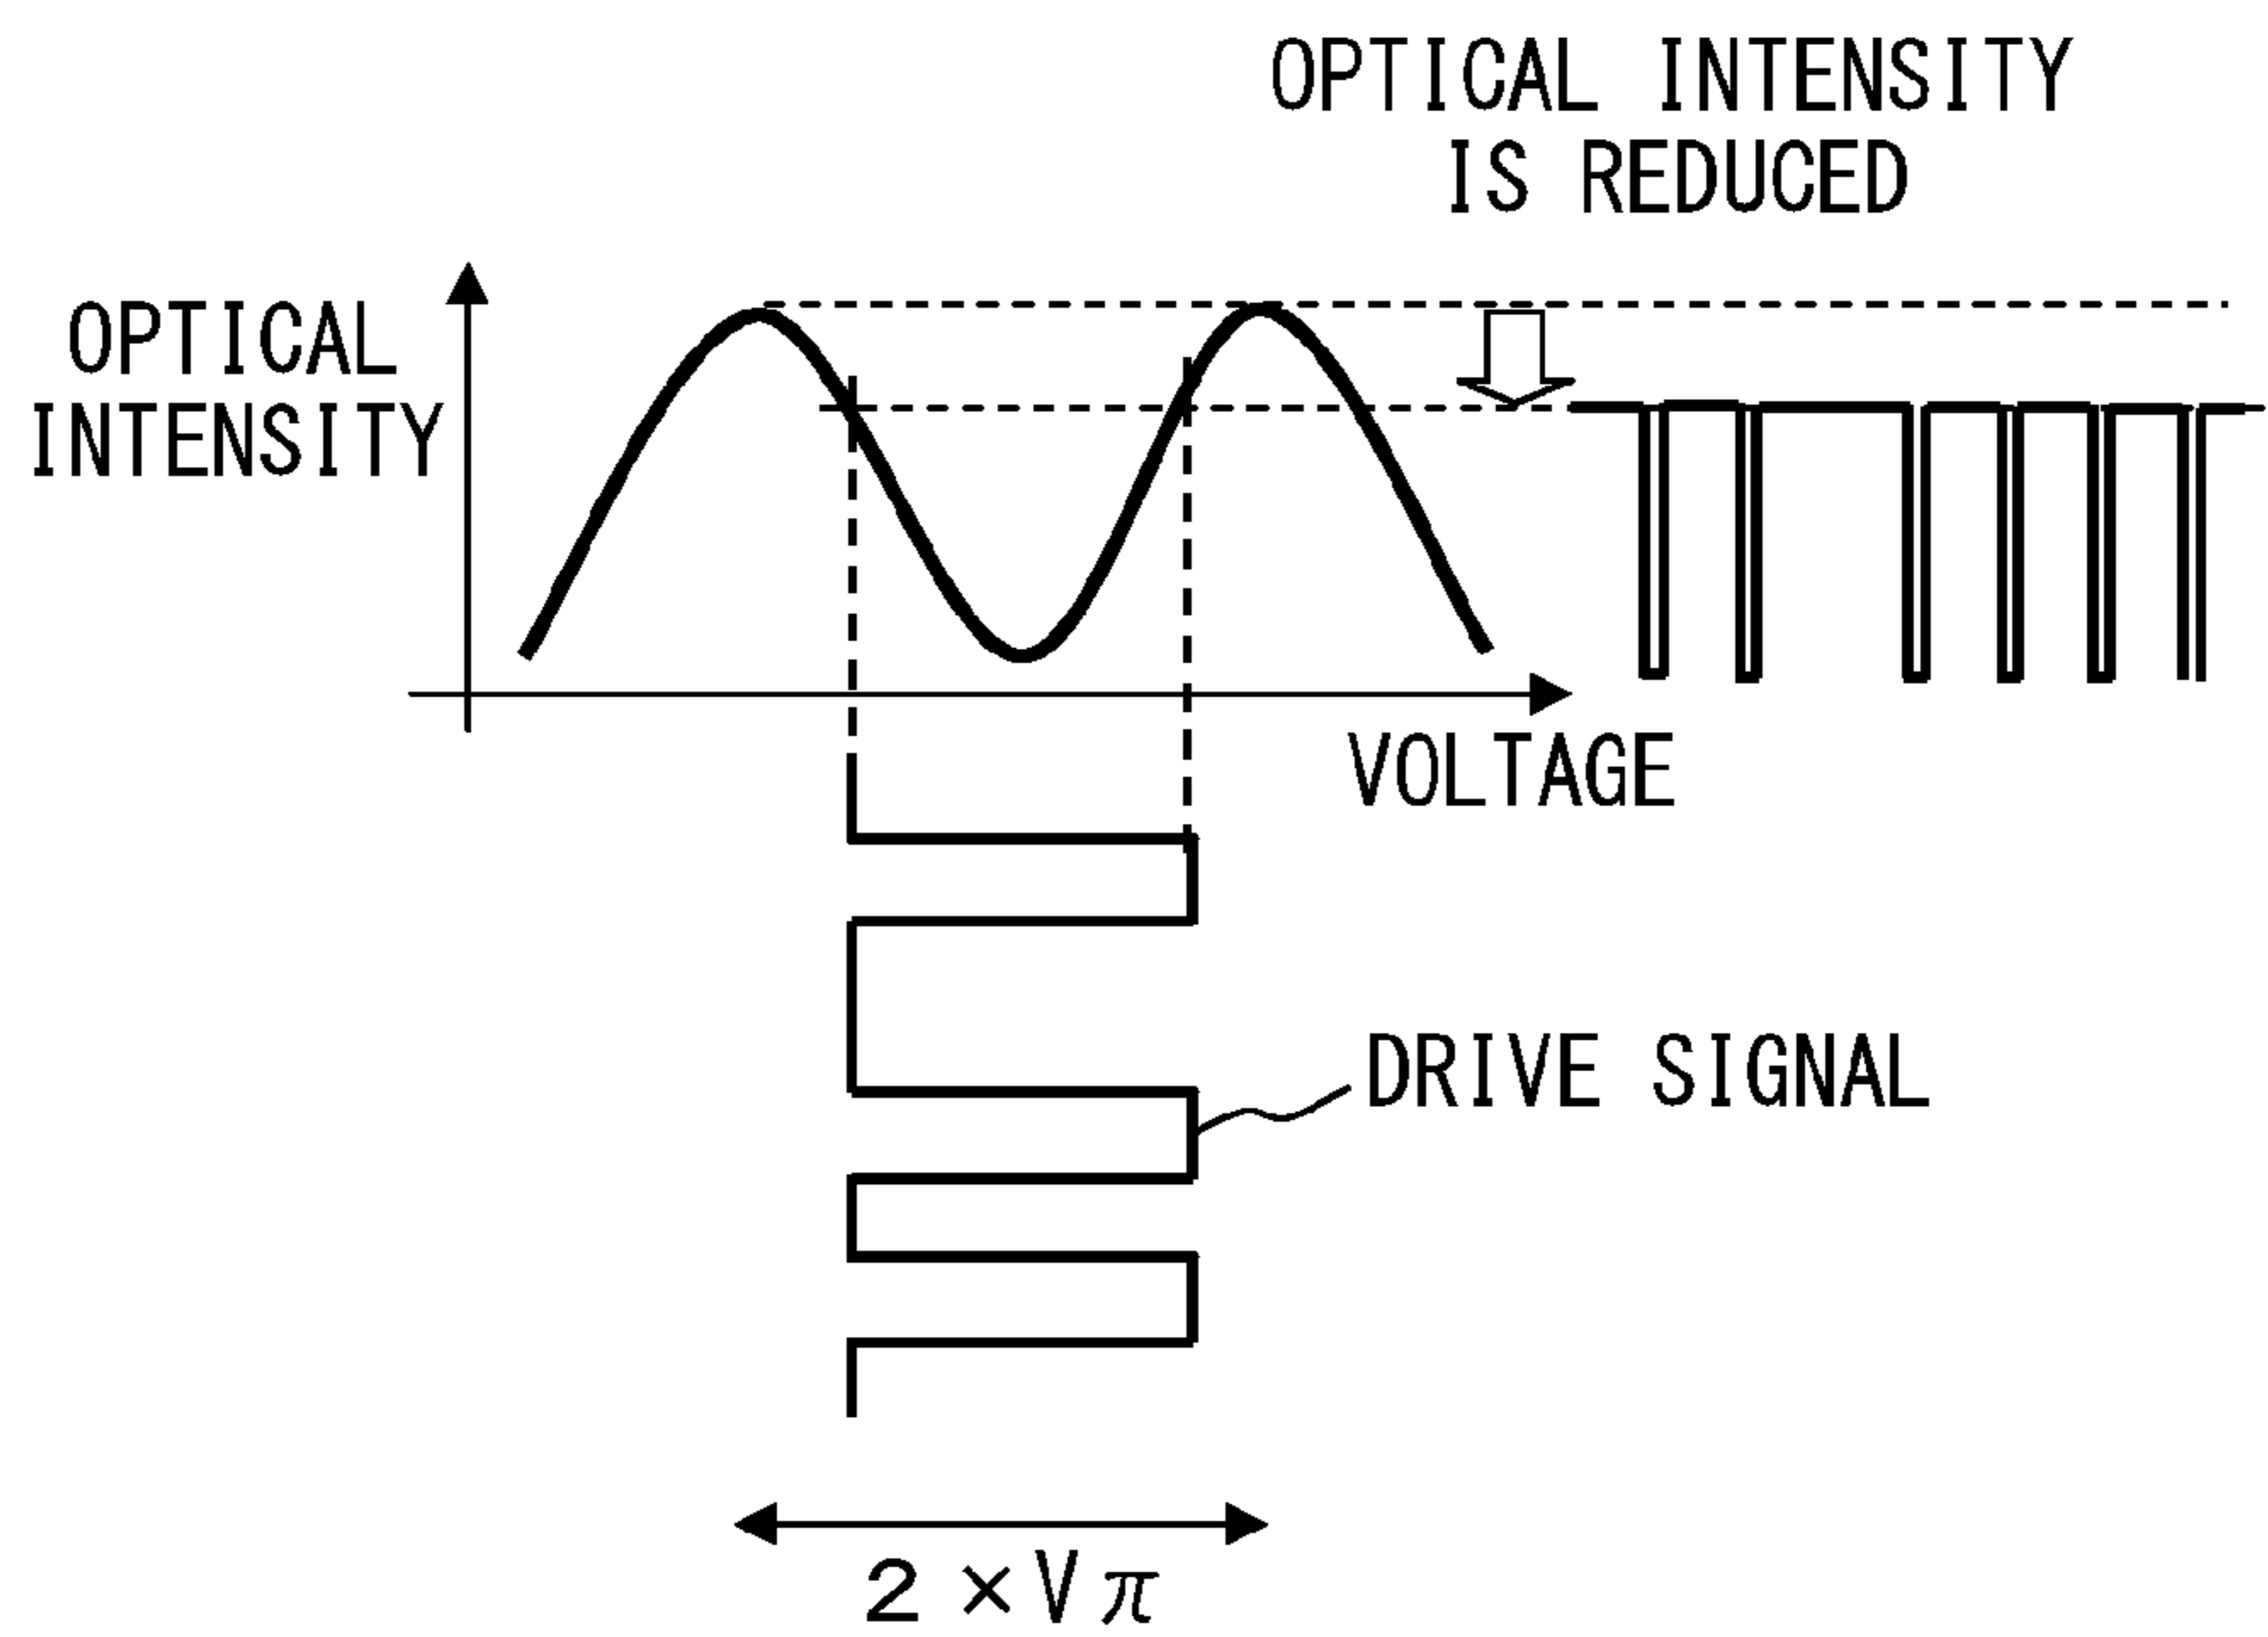 OPTICAL INTENSITY
IS REDUCED
OPTICAL
INTENSITY
VOLTAGE
DRIVE SIGNAL
2×Vπ